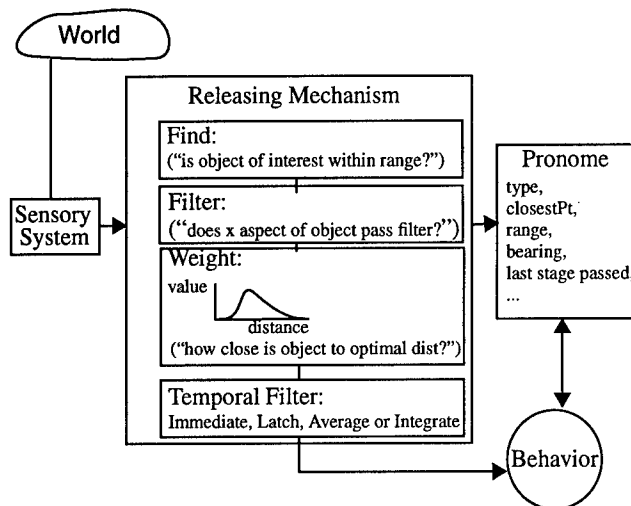 World
Releasing Mechanism
Find:
("is object of interest within range?")
Filter:
("does x aspect of object pass filter?")
Weight:
value
distance
("how close is object to optimal dist?")
Temporal Filter:
Immediate, Latch, Average or Integrate
Sensory
System
Pronome
type,
closestPt,
range,
bearing,
last stage passed,
...
Behavior